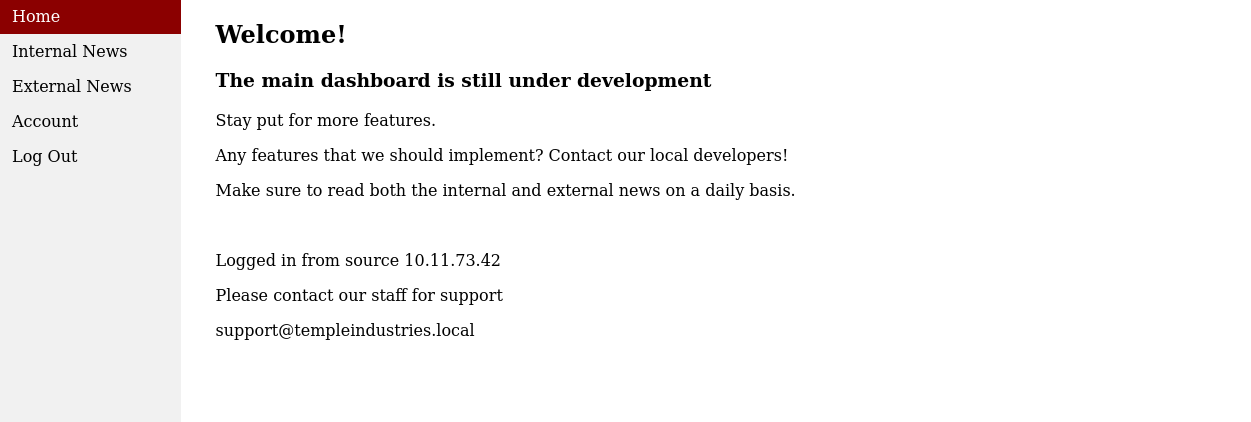 Home
Internal News
External News
Account
Log Out
Welcome!
The main dashboard is still under development
Stay put for more features.
Any features that we should implement? Contact our local developers!
Make sure to read both the internal and external news on a daily basis.
Logged in from source 10.11.73.42
Please contact our staff for support
support@templeindustries.local